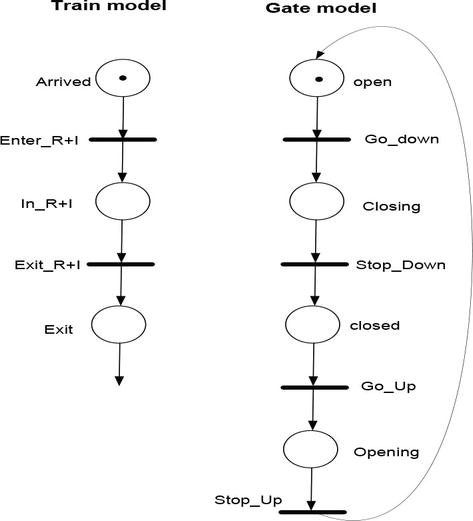 Train model
Arrived
Enter_R+I
In_R+I
Exit_R+I
Exit
Gate model
open
Go_down
Closing
Stop_Down
closed
Go_Up
Opening
Stop_Up